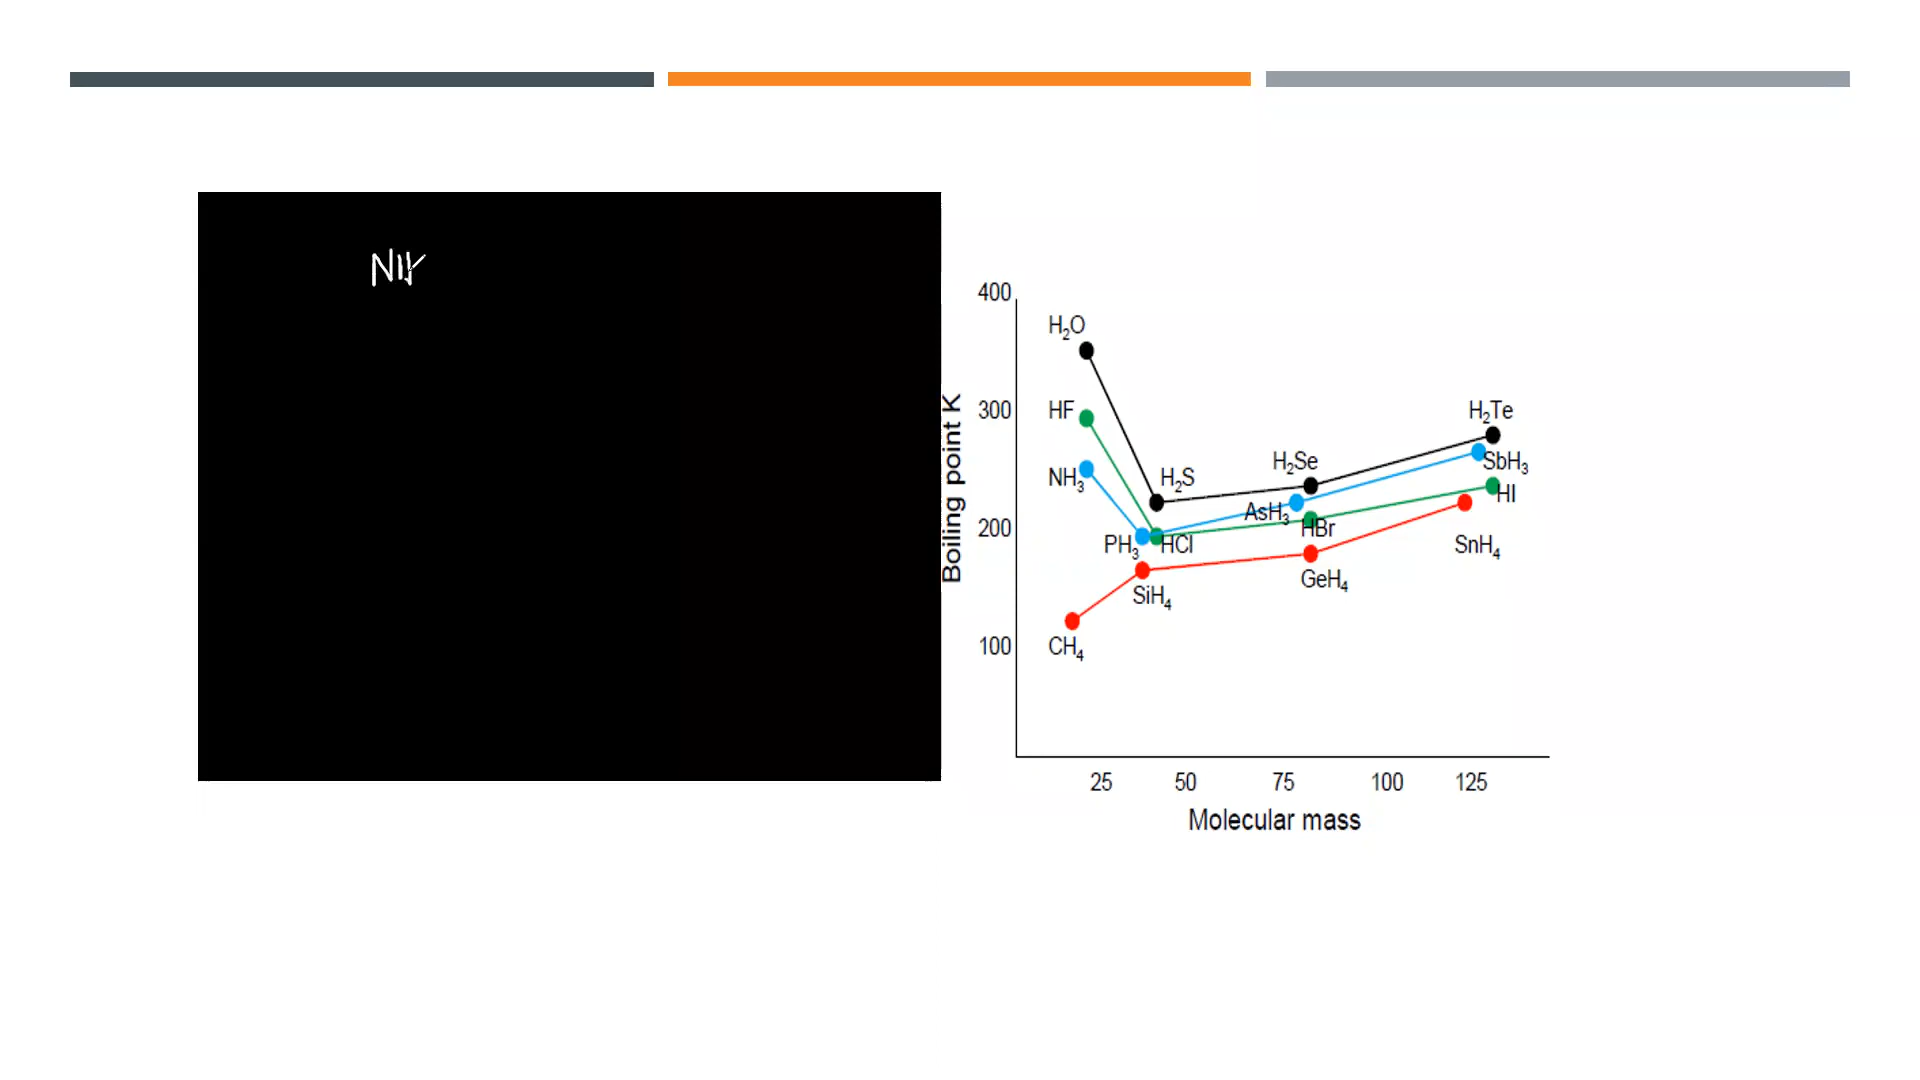 400
H₂O
300
HF
H₂Te
NH₃
H₂S
H₂Se
SbH₃
HI
AsH₃
200
HBr
PH₃
HCl
SnH₄
GeH₄
SiH₄
100
CH₄
Boiling point K
25 50 75 100 125
Molecular mass